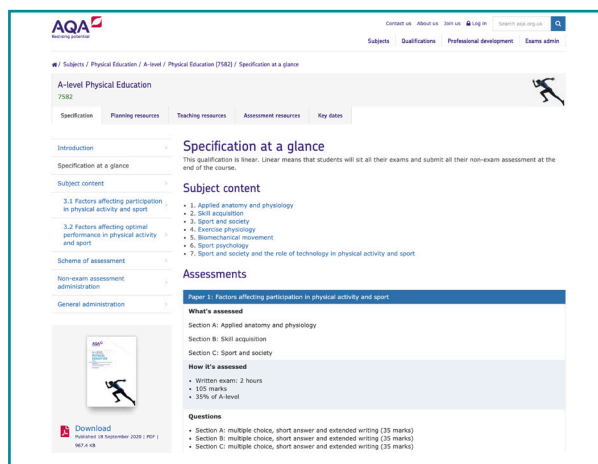 AQA
Realising potential
Contact us About us Join us Log in Search aqa.org.uk
Subjects Qualifications Professional development Exams admin
/ Subjects / Physical Education / A-level / Physical Education (7582) / Specification at a glance
A-level Physical Education
7582
Specification Planning resources Teaching resources Assessment resources Key dates
Introduction
Specification at a glance
Subject content
3.1 Factors affecting participation
in physical activity and sport
3.2 Factors affecting optimal
performance in physical activity
and sport
Scheme of assessment
Non-exam assessment
administration
General administration
AQA
Download
Published 18 September 2020 | PDF |
967.4 KB
Specification at a glance
This qualification is linear. Linear means that students will sit all their exams and submit all their non-exam assessment at the
end of the course.
Subject content
• 1. Applied anatomy and physiology
• 2. Skill acquisition
• 3. Sport and society
• 4. Exercise physiology
• 5. Biomechanical movement
• 6. Sport psychology
• 7. Sport and society and the role of technology in physical activity and sport
Assessments
Paper 1: Factors affecting participation in physical activity and sport
What's assessed
Section A: Applied anatomy and physiology
Section B: Skill acquisition
Section C: Sport and society
How it's assessed
• Written exam: 2 hours
• 105 marks
• 35% of A-level
Questions
• Section A: multiple choice, short answer and extended writing (35 marks)
• Section B: multiple choice, short answer and extended writing (35 marks)
• Section C: multiple choice, short answer and extended writing (35 marks)